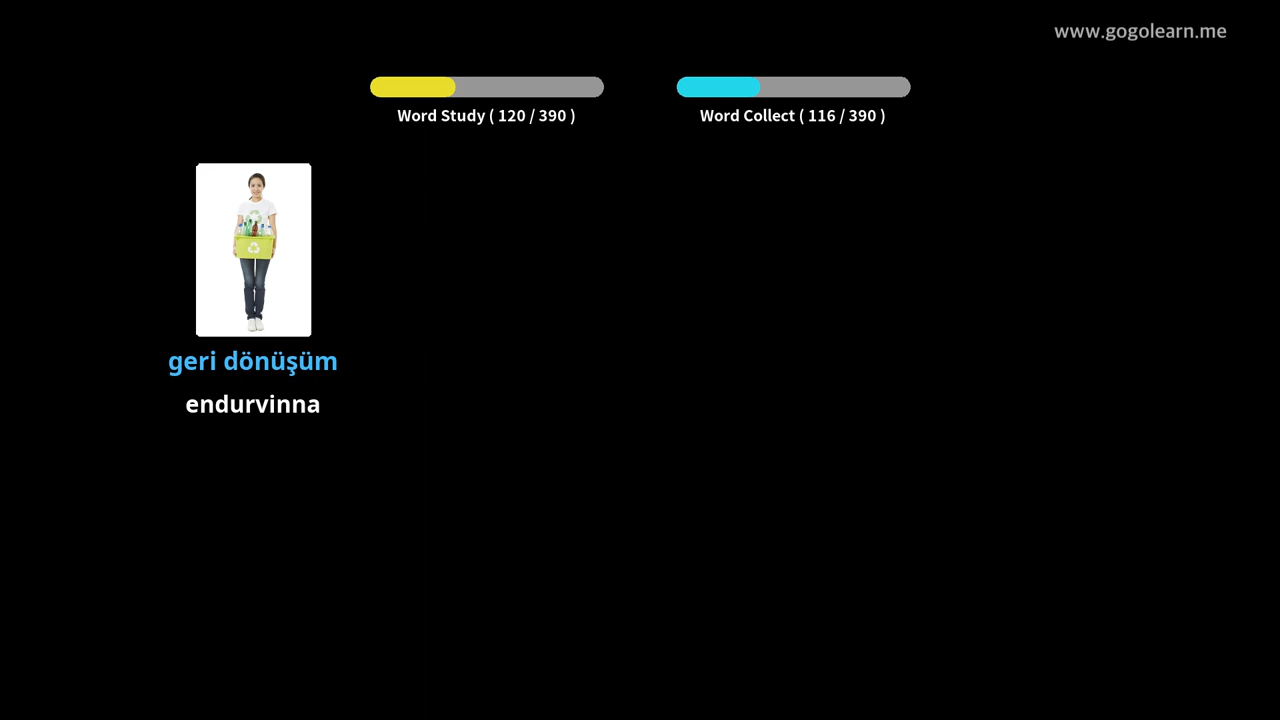 www.gogolearn.me
Word Study ( 120 / 390 )
Word Collect ( 116 / 390 )
geri dönüşüm
endurvinna